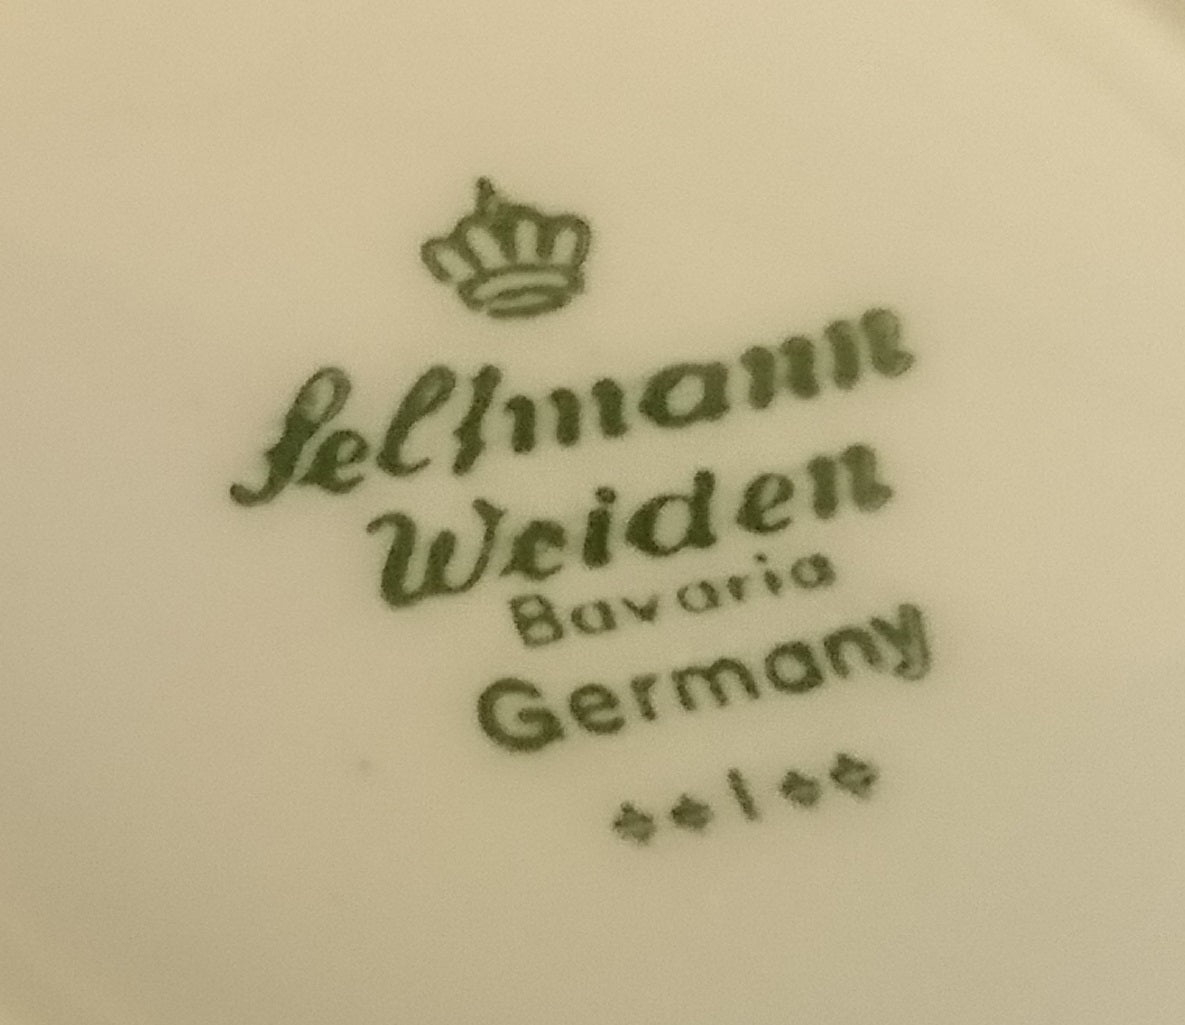 Seltmann
Weiden
Bavaria
Germany